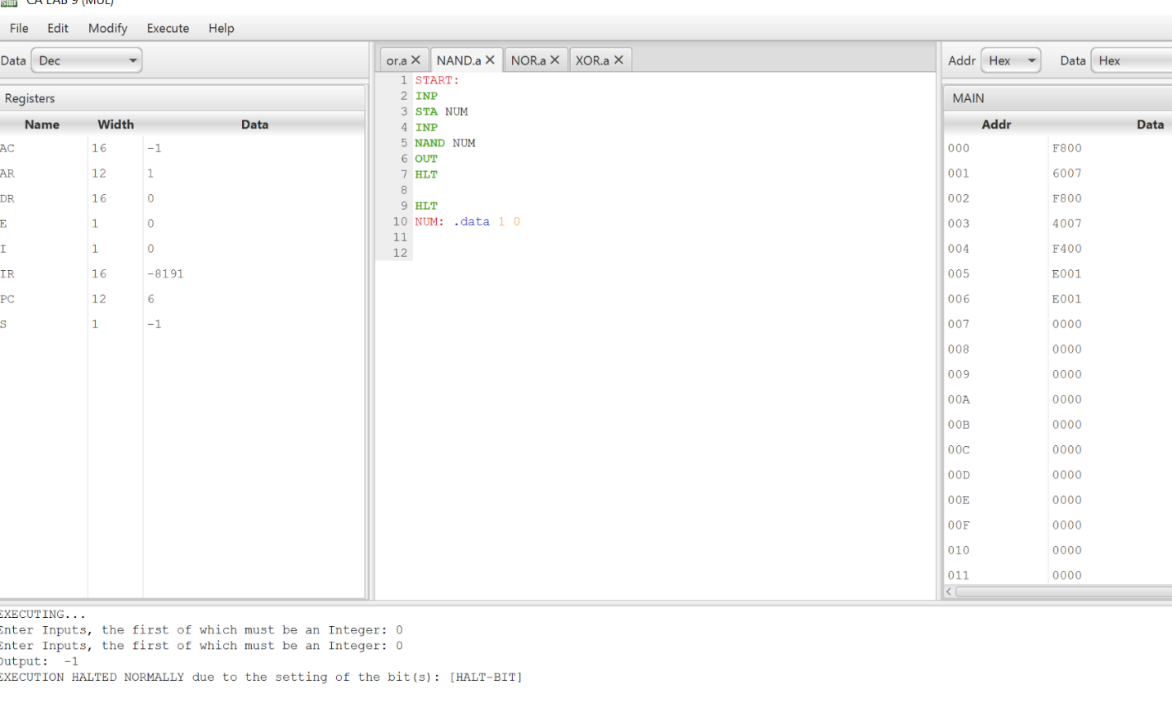 CA LAB 9 (MUL)
File Edit Modify Execute Help
Data Dec
Registers
Name Width Data
AC 16 -1
AR 12 1
DR 16 0
E 1 0
I 1 0
IR 16 -8191
PC 12 6
S 1 -1
or.a X NAND.a X NOR.a X XOR.a X
1 START:
2 INP
3 STA NUM
4 INP
5 NAND NUM
6 OUT
7 HLT
8
9 HLT
10 NUM: .data 1 0
11
12
Addr Hex Data Hex
MAIN
Addr Data
000 F800
001 6007
002 F800
003 4007
004 F400
005 E001
006 E001
007 0000
008 0000
009 0000
00A 0000
00B 0000
00C 0000
00D 0000
00E 0000
00F 0000
010 0000
011 0000
EXECUTING...
Enter Inputs, the first of which must be an Integer: 0
Enter Inputs, the first of which must be an Integer: 0
Output: -1
EXECUTION HALTED NORMALLY due to the setting of the bit(s): [HALT-BIT]